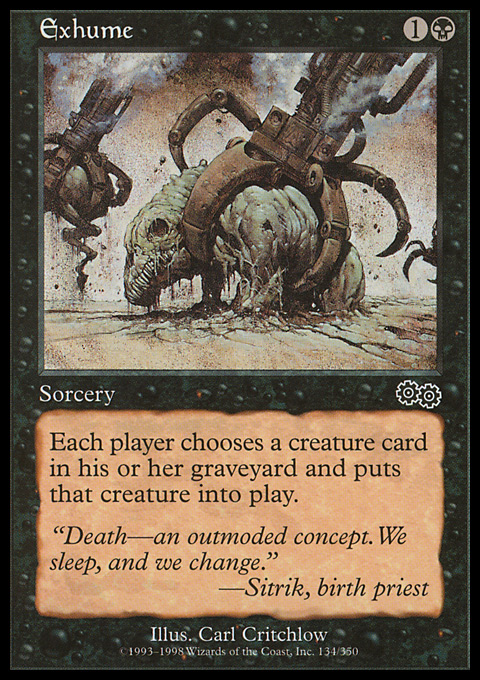 Exhume 1
Sorcery
Each player chooses a creature card
in his or her graveyard and puts
that creature into play.
“Death—an outmoded concept. We
sleep, and we change.”
—Sitrik, birth priest
Illus. Carl Critchlow
©1993–1998 Wizards of the Coast, Inc. 134/350